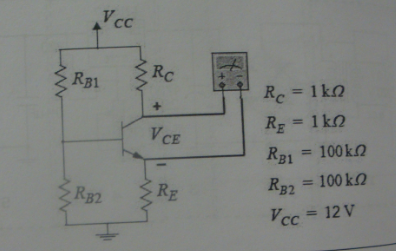 V_CC
R_B1
R_C
+ −
+
V_CE
−
R_B2
R_E
R_C = 1 kΩ
R_E = 1 kΩ
R_B1 = 100 kΩ
R_B2 = 100 kΩ
V_CC = 12 V